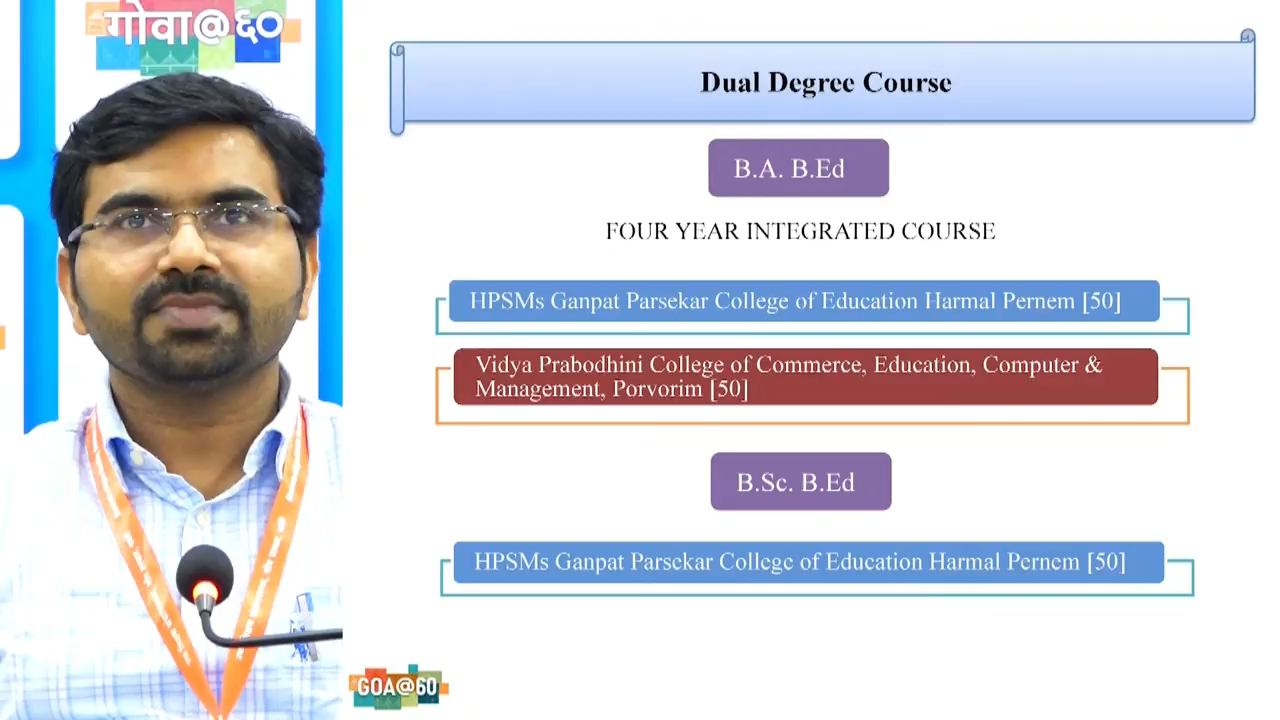 गोवा@६०
Dual Degree Course
B.A. B.Ed
FOUR YEAR INTEGRATED COURSE
HPSMs Ganpat Parsekar College of Education Harmal Pernem [50]
Vidya Prabodhini College of Commerce, Education, Computer &
Management, Porvorim [50]
B.Sc. B.Ed
HPSMs Ganpat Parsekar College of Education Harmal Pernem [50]
GOA@60